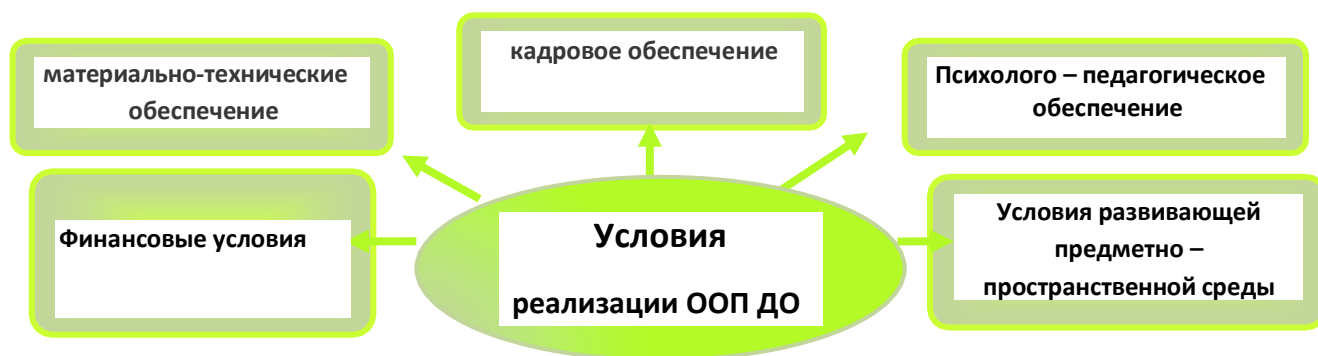 материально-технические
обеспечение
кадровое обеспечение
Психолого – педагогическое
обеспечение
Финансовые условия
Условия
реализации ООП ДО
Условия развивающей
предметно –
пространственной среды